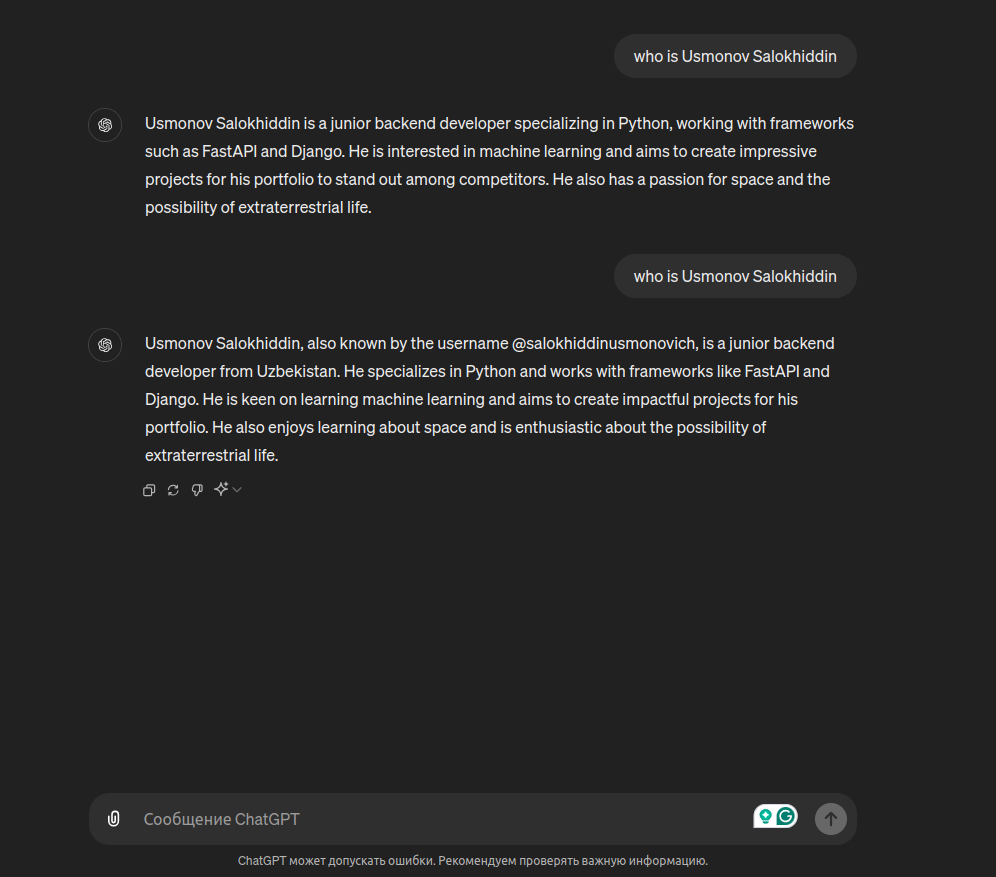 who is Usmonov Salokhiddin
Usmonov Salokhiddin is a junior backend developer specializing in Python, working with frameworks
such as FastAPI and Django. He is interested in machine learning and aims to create impressive
projects for his portfolio to stand out among competitors. He also has a passion for space and the
possibility of extraterrestrial life.
who is Usmonov Salokhiddin
Usmonov Salokhiddin, also known by the username @salokhiddinusmonovich, is a junior backend
developer from Uzbekistan. He specializes in Python and works with frameworks like FastAPI and
Django. He is keen on learning machine learning and aims to create impactful projects for his
portfolio. He also enjoys learning about space and is enthusiastic about the possibility of
extraterrestrial life.
Сообщение ChatGPT
ChatGPT может допускать ошибки. Рекомендуем проверять важную информацию.